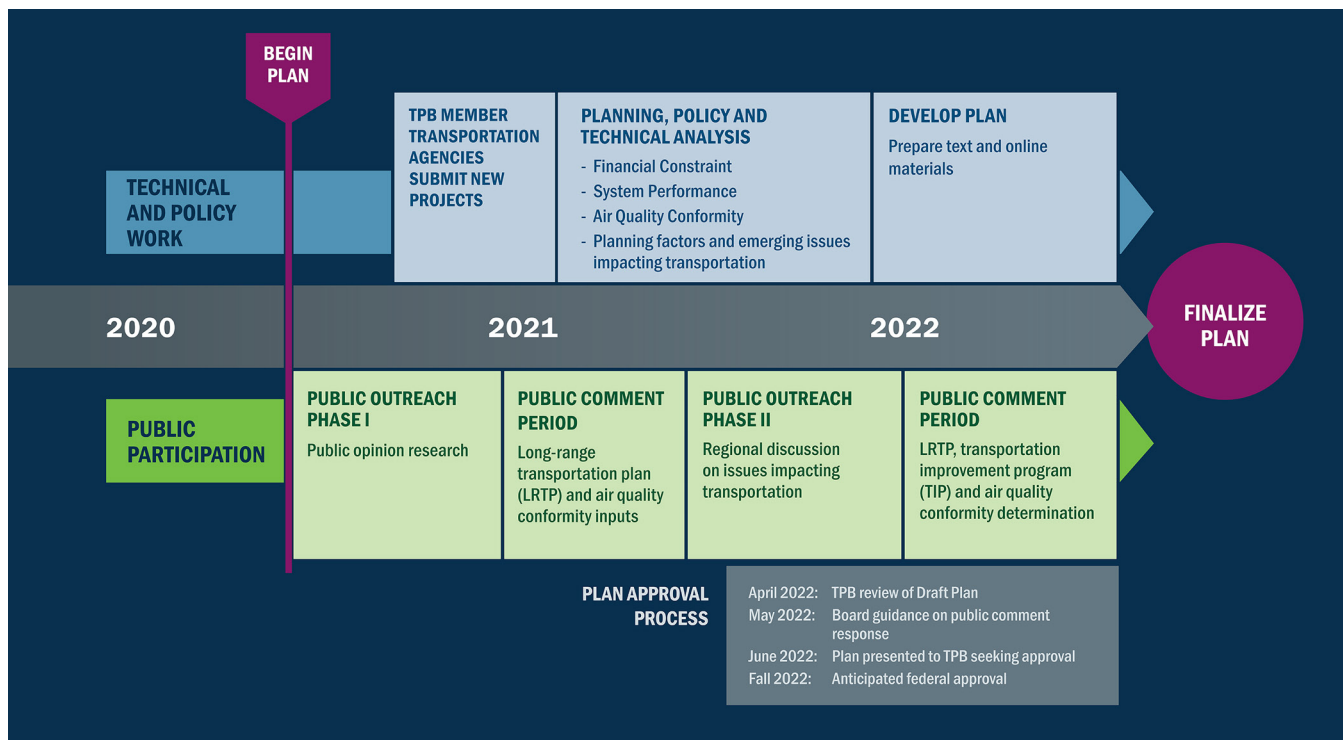 BEGIN
PLAN
TECHNICAL
AND POLICY
WORK
TPB MEMBER
TRANSPORTATION
AGENCIES
SUBMIT NEW
PROJECTS
PLANNING, POLICY AND
TECHNICAL ANALYSIS
- Financial Constraint
- System Performance
- Air Quality Conformity
- Planning factors and emerging issues
impacting transportation
DEVELOP PLAN
Prepare text and online
materials
2020
2021
2022
FINALIZE
PLAN
PUBLIC
PARTICIPATION
PUBLIC OUTREACH
PHASE I
Public opinion research
PUBLIC COMMENT
PERIOD
Long-range
transportation plan
(LRTP) and air quality
conformity inputs
PUBLIC OUTREACH
PHASE II
Regional discussion
on issues impacting
transportation
PUBLIC COMMENT
PERIOD
LRTP, transportation
improvement program
(TIP) and air quality
conformity determination
PLAN APPROVAL
PROCESS
April 2022: TPB review of Draft Plan
May 2022: Board guidance on public comment
response
June 2022: Plan presented to TPB seeking approval
Fall 2022: Anticipated federal approval